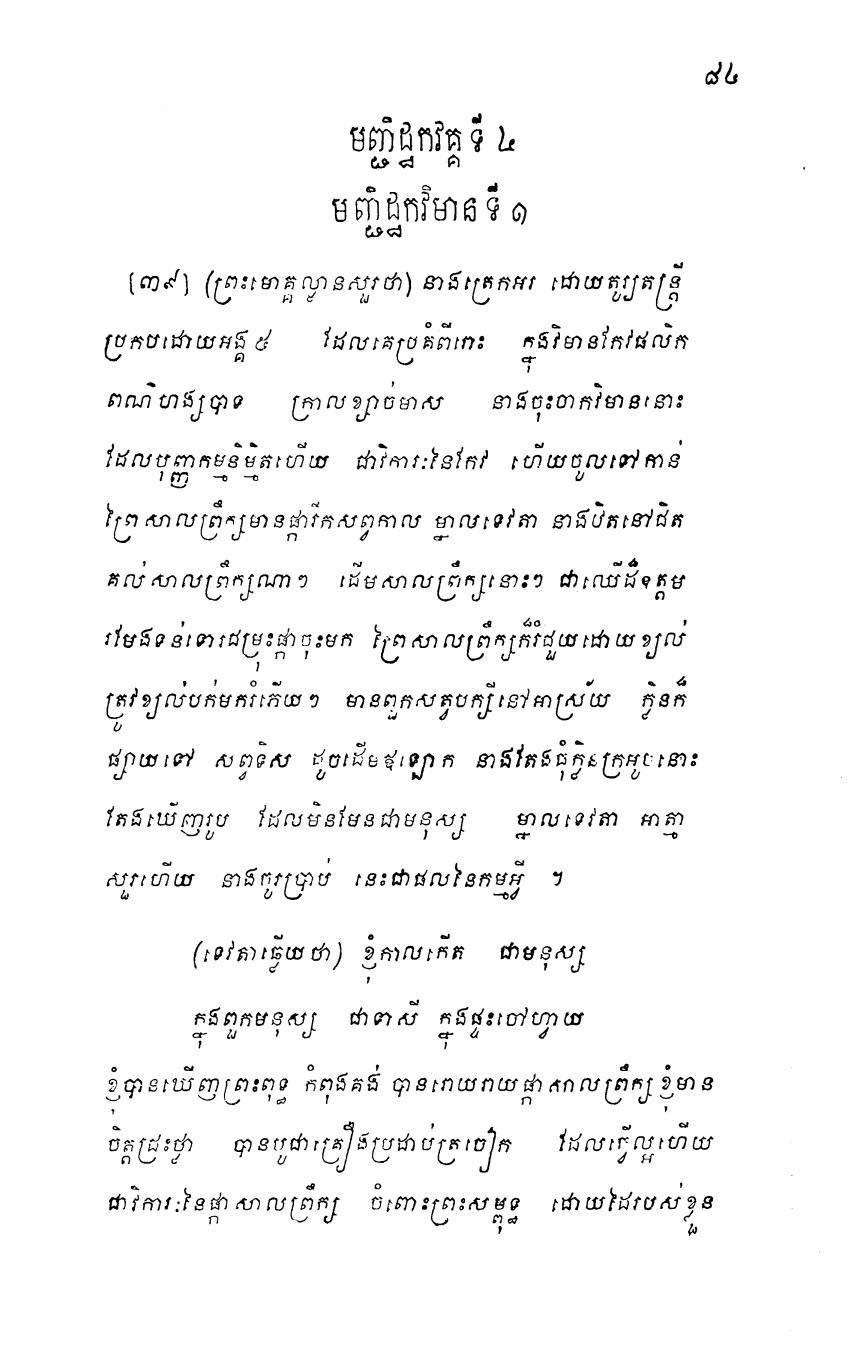 ៨៤
មញ្ជិដ្ឋកវគ្គទី ៤
មញ្ជិដ្ឋកវិមានទី ១
[៣៩] (ព្រះមោគ្គល្លានសួរថា) នាងត្រេកអរ ដោយតូរ្យតន្ត្រី
ប្រកបដោយអង្គ ៥ ដែលគេប្រគំពីរោះ ក្នុងវិមានកែវផលិក
ពណ៌ហង្សបាទ ក្រាលខ្សាច់មាស នាងចុះចាកវិមាននោះ
ដែលបុញ្ញកម្មនិម្មិតហើយ ជាវិការៈនៃកែវ ហើយចូលទៅកាន់
ព្រៃសាលព្រឹក្សមានផ្ការីកសព្វកាល ម្នាលទេវតា នាងឋិតនៅជិត
គល់សាលព្រឹក្សណាៗ ដើមសាលព្រឹក្សនោះៗ ជាឈើដ៏ឧត្តម
រមែងទន់ទោរជម្រុះផ្កាចុះមក ព្រៃសាលព្រឹក្សក៏រំជួយដោយខ្យល់
ត្រូវខ្យល់បក់មករំភើយៗ មានពួកសត្វបក្សីនៅអាស្រ័យ ក្លិនក៏
ផ្សាយទៅ សព្វទិស ដូចដើមឪឡោក នាងតែងធុំក្លិនក្រអូបនោះ
តែងឃើញរូប ដែលមិនមែនជាមនុស្ស ម្នាលទេវតា អាត្មា
សួរហើយ នាងចូរប្រាប់ នេះជាផលនៃកម្មអ្វី ។
(ទេវតាឆ្លើយថា) ខ្ញុំកាលកើត ជាមនុស្ស
ក្នុងពួកមនុស្ស ជាទាសី ក្នុងផ្ទះចៅហ្វាយ
ខ្ញុំបានឃើញព្រះពុទ្ធ កំពុងគង់ បានរោយរាយផ្កាសាលព្រឹក្ស ខ្ញុំមាន
ចិត្តជ្រះថ្លា បានបូជាគ្រឿងប្រដាប់ត្រចៀក ដែលធ្វើល្អហើយ
ជាវិការៈនៃផ្កាសាលព្រឹក្ស ចំពោះព្រះសម្ពុទ្ធ ដោយដៃរបស់ខ្លួន